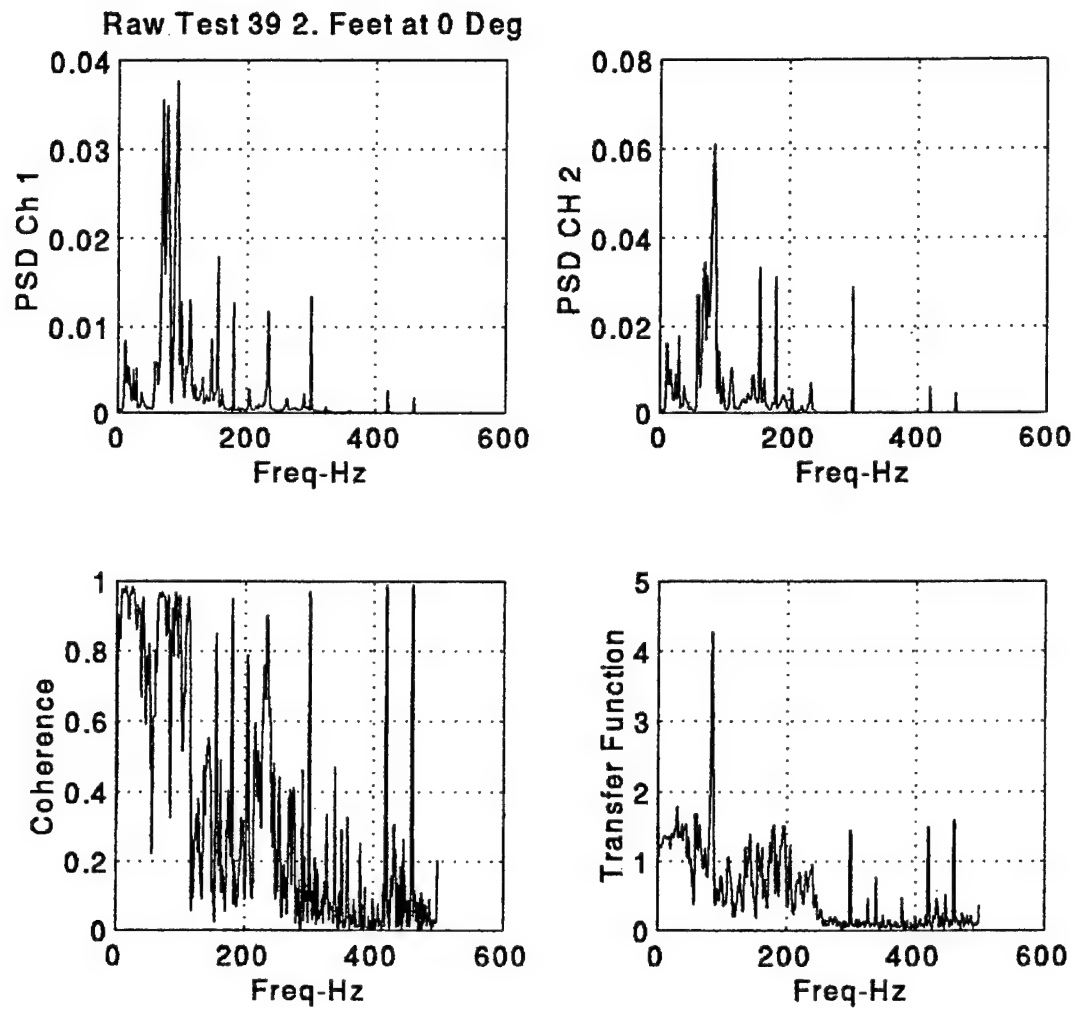 Raw Test 39 2. Feet at 0 Deg
PSD Ch 1
0.04
0.03
0.02
0.01
0
0 200 400 600
Freq-Hz
PSD CH 2
0.08
0.06
0.04
0.02
0
0 200 400 600
Freq-Hz
Coherence
1
0.8
0.6
0.4
0.2
0
0 200 400 600
Freq-Hz
Transfer Function
5
4
3
2
1
0
0 200 400 600
Freq-Hz